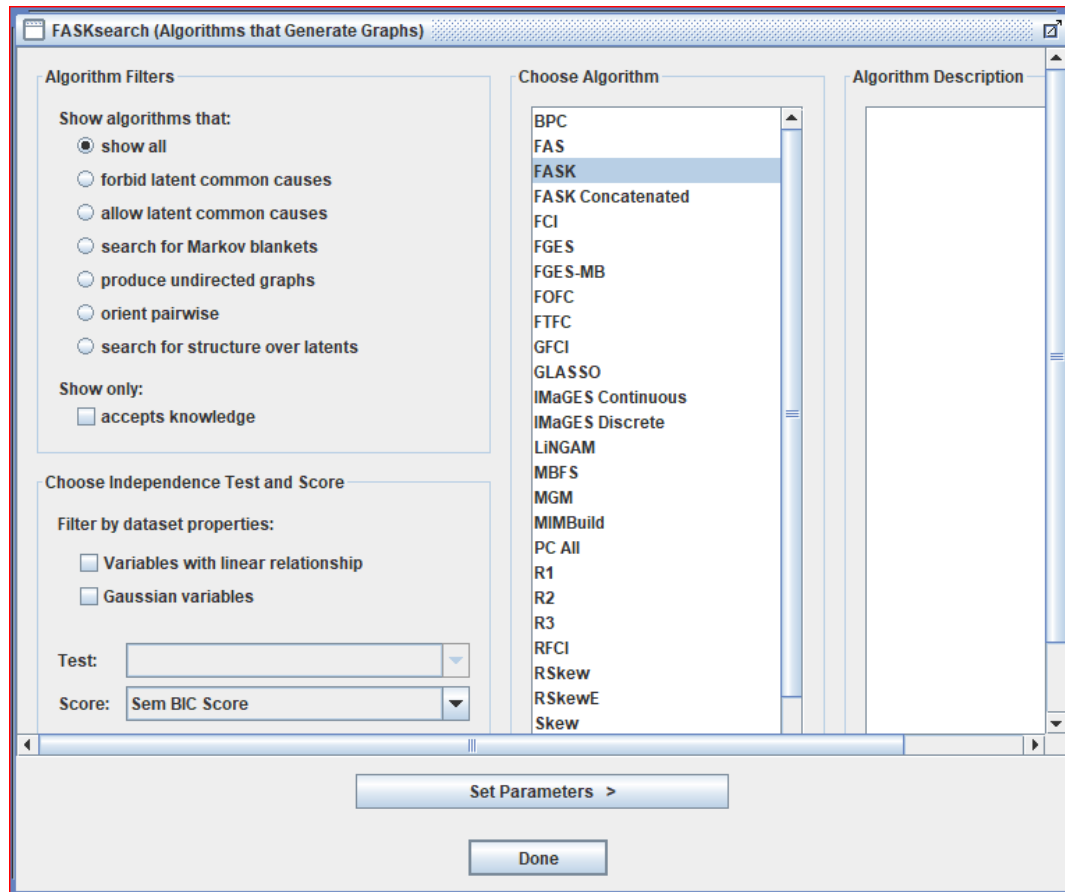 FASKsearch (Algorithms that Generate Graphs)
Algorithm Filters
Show algorithms that:
show all
forbid latent common causes
allow latent common causes
search for Markov blankets
produce undirected graphs
orient pairwise
search for structure over latents
Show only:
accepts knowledge
Choose Independence Test and Score
Filter by dataset properties:
Variables with linear relationship
Gaussian variables
Test:
Score: Sem BIC Score
Choose Algorithm
BPC
FAS
FASK
FASK Concatenated
FCI
FGES
FGES-MB
FOFC
FTFC
GFCI
GLASSO
IMaGES Continuous
IMaGES Discrete
LiNGAM
MBFS
MGM
MIMBuild
PC All
R1
R2
R3
RFCI
RSkew
RSkewE
Skew
Algorithm Description
Set Parameters >
Done